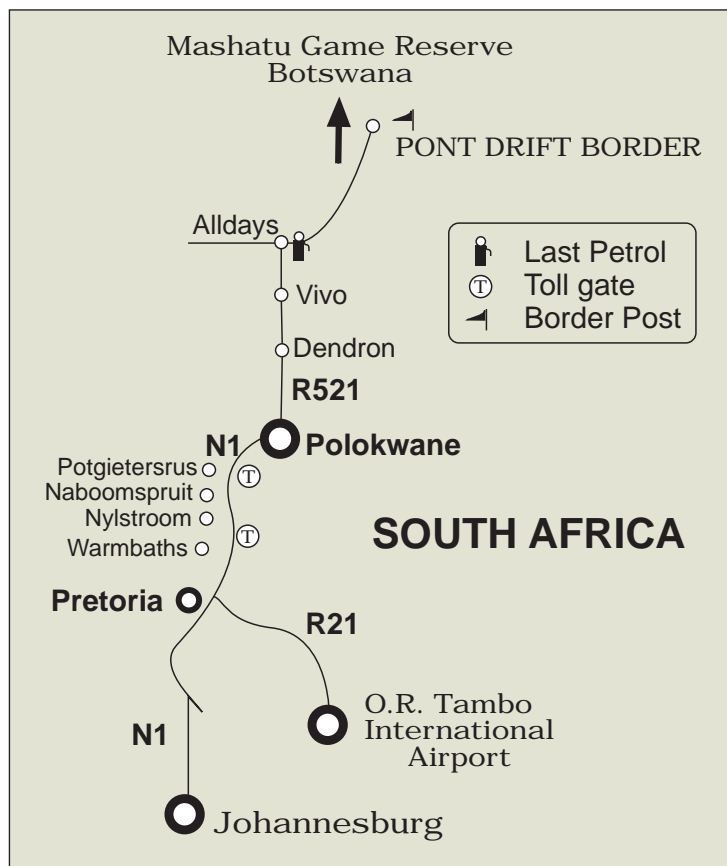 Mashatu Game Reserve
Botswana
PONT DRIFT BORDER
Alldays
Last Petrol
T Toll gate
Border Post
Vivo
Dendron
R521
N1
Polokwane
Potgietersrus
T
Naboomspruit
Nylstroom
T
Warmbaths
SOUTH AFRICA
Pretoria
R21
O.R. Tambo
International
Airport
N1
Johannesburg